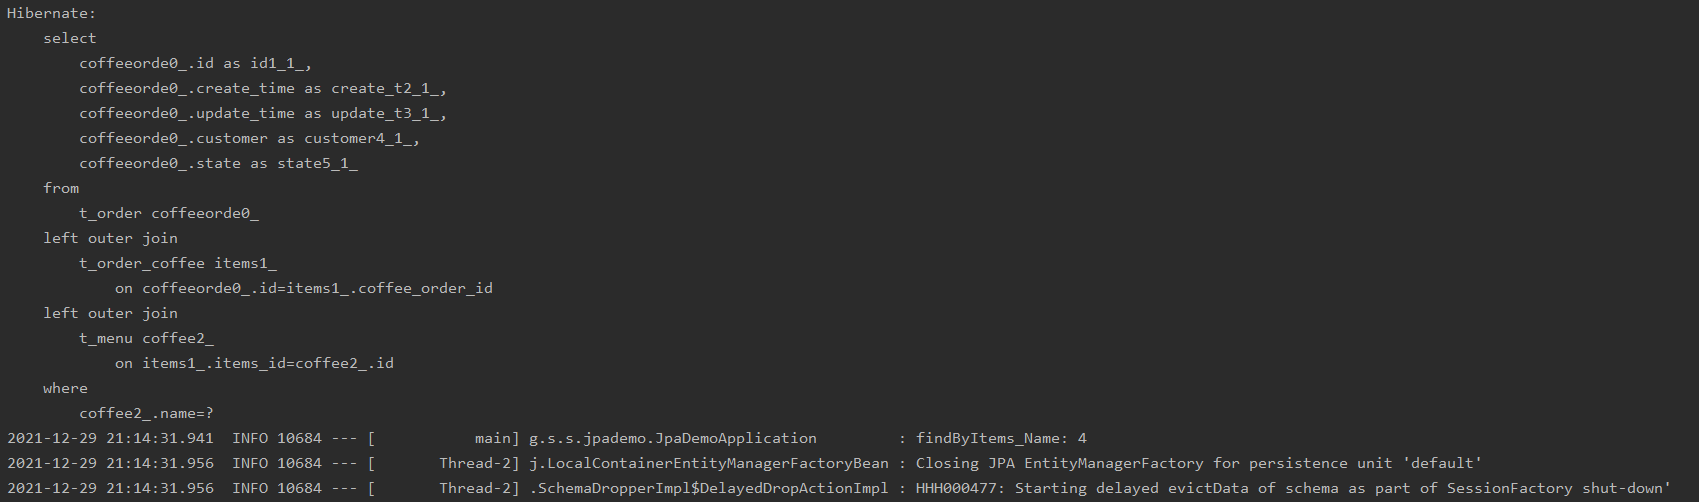 Hibernate:
    select
        coffeeorde0_.id as id1_1_,
        coffeeorde0_.create_time as create_t2_1_,
        coffeeorde0_.update_time as update_t3_1_,
        coffeeorde0_.customer as customer4_1_,
        coffeeorde0_.state as state5_1_
    from
        t_order coffeeorde0_
    left outer join
        t_order_coffee items1_
            on coffeeorde0_.id=items1_.coffee_order_id
    left outer join
        t_menu coffee2_
            on items1_.items_id=coffee2_.id
    where
        coffee2_.name=?
2021-12-29 21:14:31.941  INFO 10684 --- [           main] g.s.s.jpademo.JpaDemoApplication         : findByItems_Name: 4
2021-12-29 21:14:31.956  INFO 10684 --- [       Thread-2] j.LocalContainerEntityManagerFactoryBean : Closing JPA EntityManagerFactory for persistence unit 'default'
2021-12-29 21:14:31.956  INFO 10684 --- [       Thread-2] .SchemaDropperImpl$DelayedDropActionImpl : HHH000477: Starting delayed evictData of schema as part of SessionFactory shut-down'